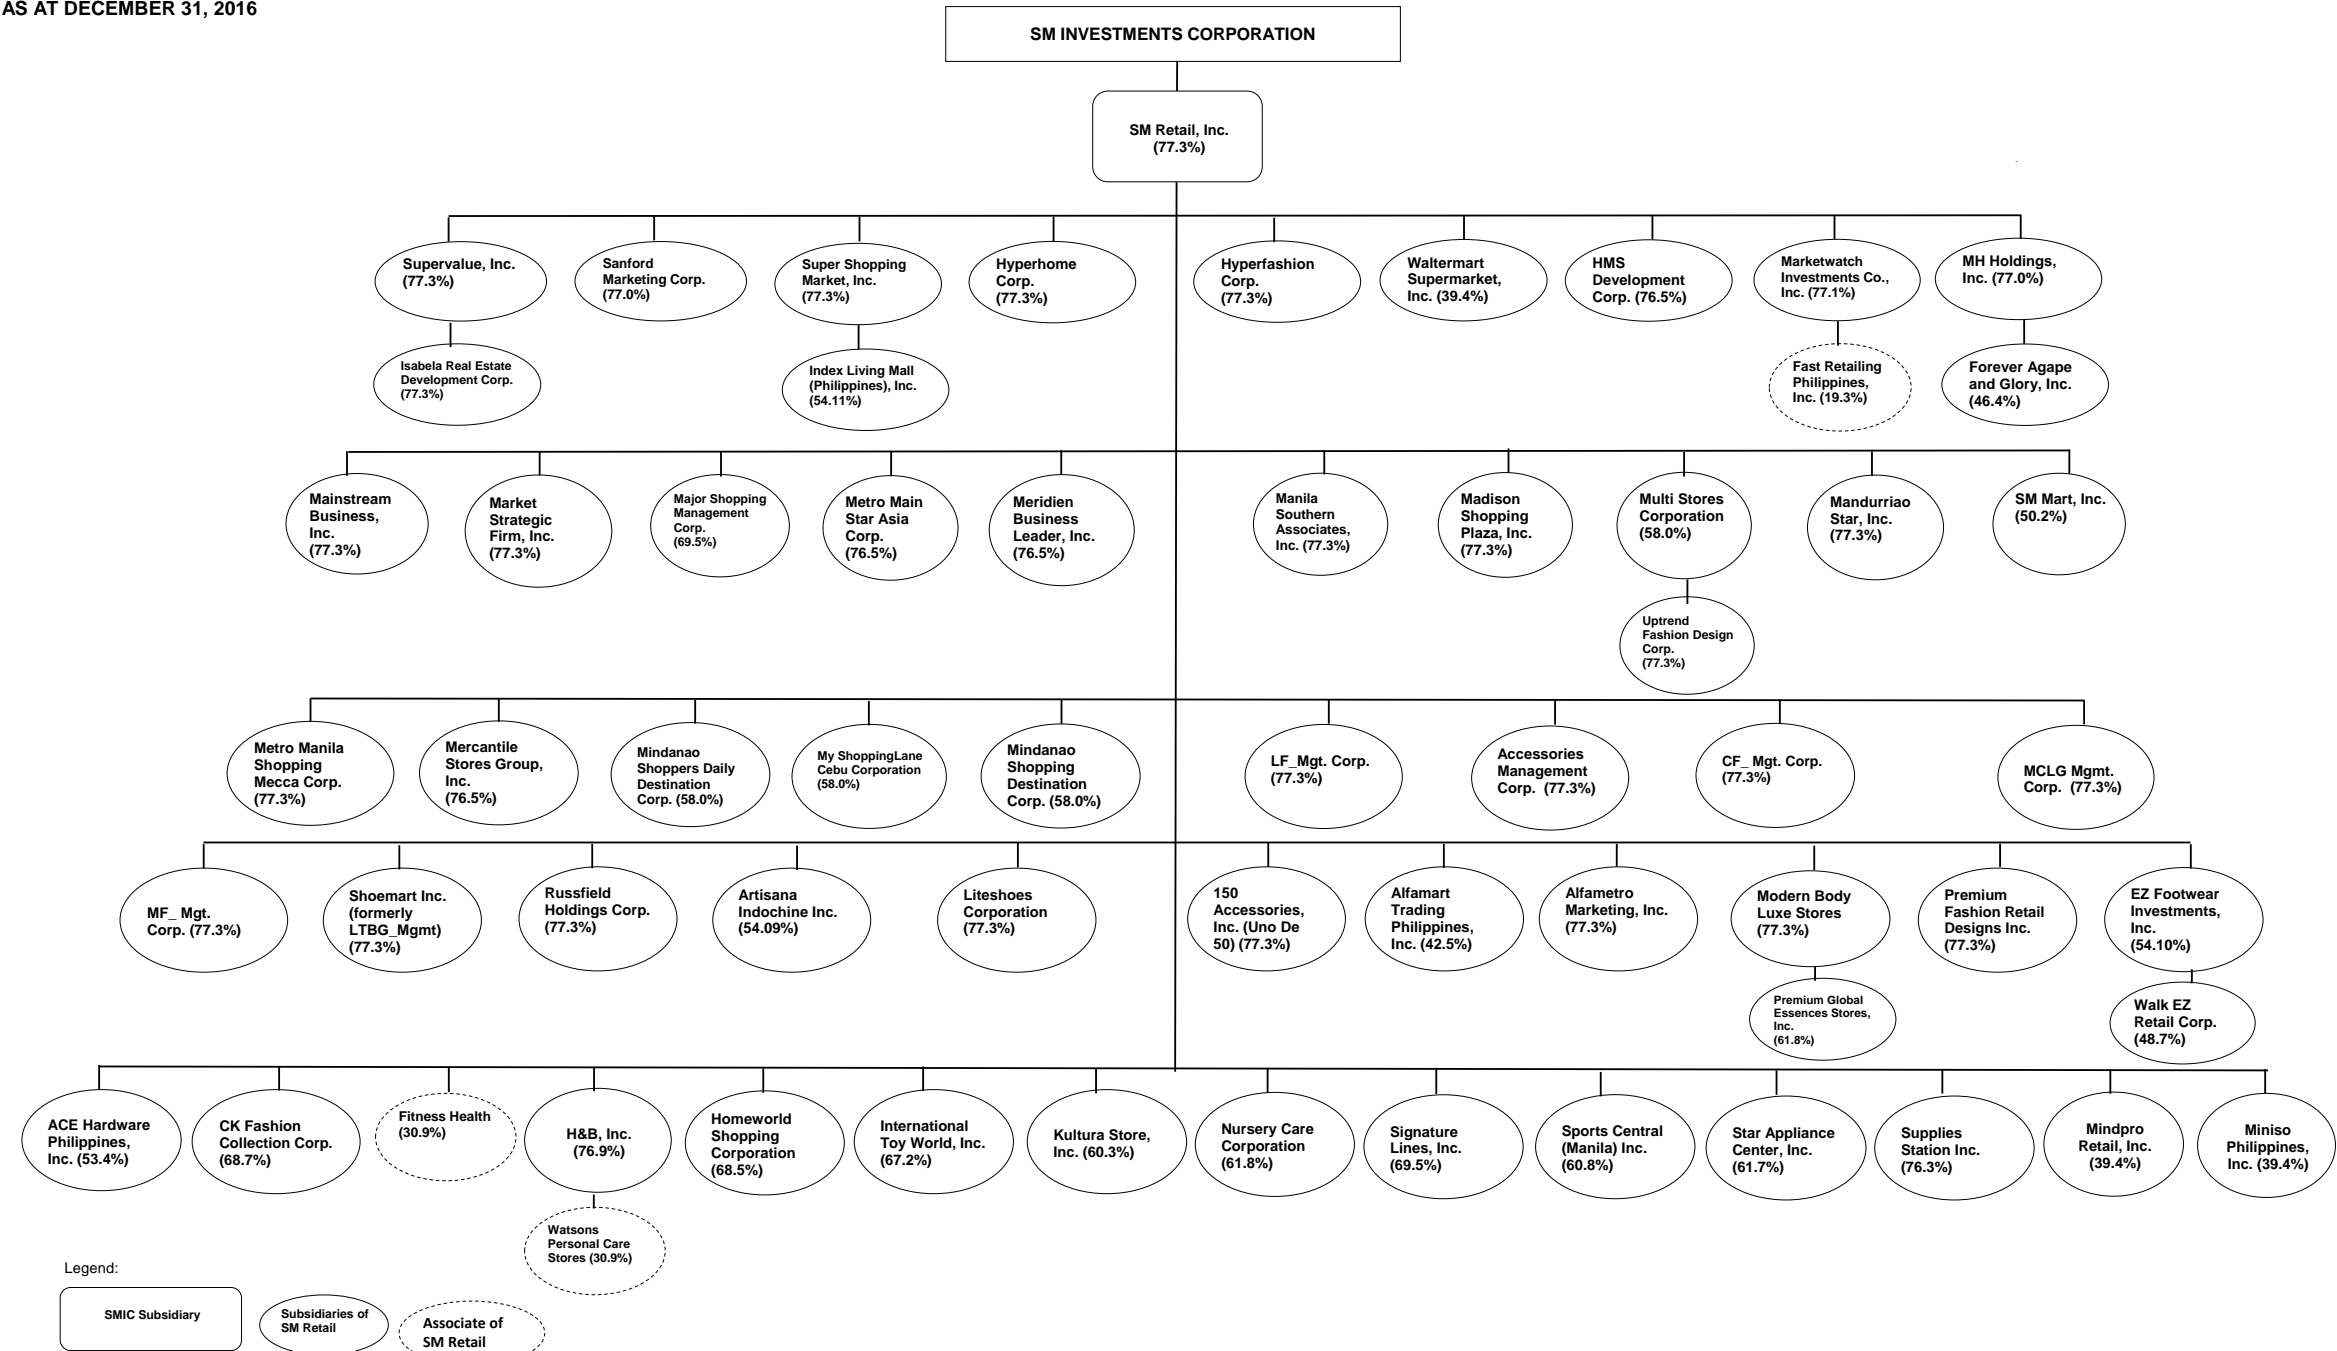 AS AT DECEMBER 31, 2016
SM INVESTMENTS CORPORATION
SM Retail, Inc.
(77.3%)
Supervalue, Inc.
(77.3%)
Sanford
Marketing Corp.
(77.0%)
Super Shopping
Market, Inc.
(77.3%)
Hyperhome
Corp.
(77.3%)
Hyperfashion
Corp.
(77.3%)
Waltermart
Supermarket,
Inc. (39.4%)
HMS
Development
Corp. (76.5%)
Marketwatch
Investments Co.,
Inc. (77.1%)
MH Holdings,
Inc. (77.0%)
Isabela Real Estate
Development Corp.
(77.3%)
Index Living Mall
(Philippines), Inc.
(54.11%)
Fast Retailing
Philippines,
Inc. (19.3%)
Forever Agape
and Glory, Inc.
(46.4%)
Mainstream
Business,
Inc.
(77.3%)
Market
Strategic
Firm, Inc.
(77.3%)
Major Shopping
Management
Corp.
(69.5%)
Metro Main
Star Asia
Corp.
(76.5%)
Meridien
Business
Leader, Inc.
(76.5%)
Manila
Southern
Associates,
Inc. (77.3%)
Madison
Shopping
Plaza, Inc.
(77.3%)
Multi Stores
Corporation
(58.0%)
Mandurriao
Star, Inc.
(77.3%)
SM Mart, Inc.
(50.2%)
Uptrend
Fashion Design
Corp.
(77.3%)
Metro Manila
Shopping
Mecca Corp.
(77.3%)
Mercantile
Stores Group,
Inc.
(76.5%)
Mindanao
Shoppers Daily
Destination
Corp. (58.0%)
My ShoppingLane
Cebu Corporation
(58.0%)
Mindanao
Shopping
Destination
Corp. (58.0%)
LF_Mgt. Corp.
(77.3%)
Accessories
Management
Corp. (77.3%)
CF_ Mgt. Corp.
(77.3%)
MCLG Mgmt.
Corp. (77.3%)
MF_ Mgt.
Corp. (77.3%)
Shoemart Inc.
(formerly
LTBG_Mgmt)
(77.3%)
Russfield
Holdings Corp.
(77.3%)
Artisana
Indochine Inc.
(54.09%)
Liteshoes
Corporation
(77.3%)
150
Accessories,
Inc. (Uno De
50) (77.3%)
Alfamart
Trading
Philippines,
Inc. (42.5%)
Alfametro
Marketing, Inc.
(77.3%)
Modern Body
Luxe Stores
(77.3%)
Premium
Fashion Retail
Designs Inc.
(77.3%)
EZ Footwear
Investments,
Inc.
(54.10%)
Premium Global
Essences Stores,
Inc.
(61.8%)
Walk EZ
Retail Corp.
(48.7%)
ACE Hardware
Philippines,
Inc. (53.4%)
CK Fashion
Collection Corp.
(68.7%)
Fitness Health
(30.9%)
H&B, Inc.
(76.9%)
Homeworld
Shopping
Corporation
(68.5%)
International
Toy World, Inc.
(67.2%)
Kultura Store,
Inc. (60.3%)
Nursery Care
Corporation
(61.8%)
Signature
Lines, Inc.
(69.5%)
Sports Central
(Manila) Inc.
(60.8%)
Star Appliance
Center, Inc.
(61.7%)
Supplies
Station Inc.
(76.3%)
Mindpro
Retail, Inc.
(39.4%)
Miniso
Philippines,
Inc. (39.4%)
Watsons
Personal Care
Stores (30.9%)
Legend:
SMIC Subsidiary
Subsidiaries of
SM Retail
Associate of
SM Retail